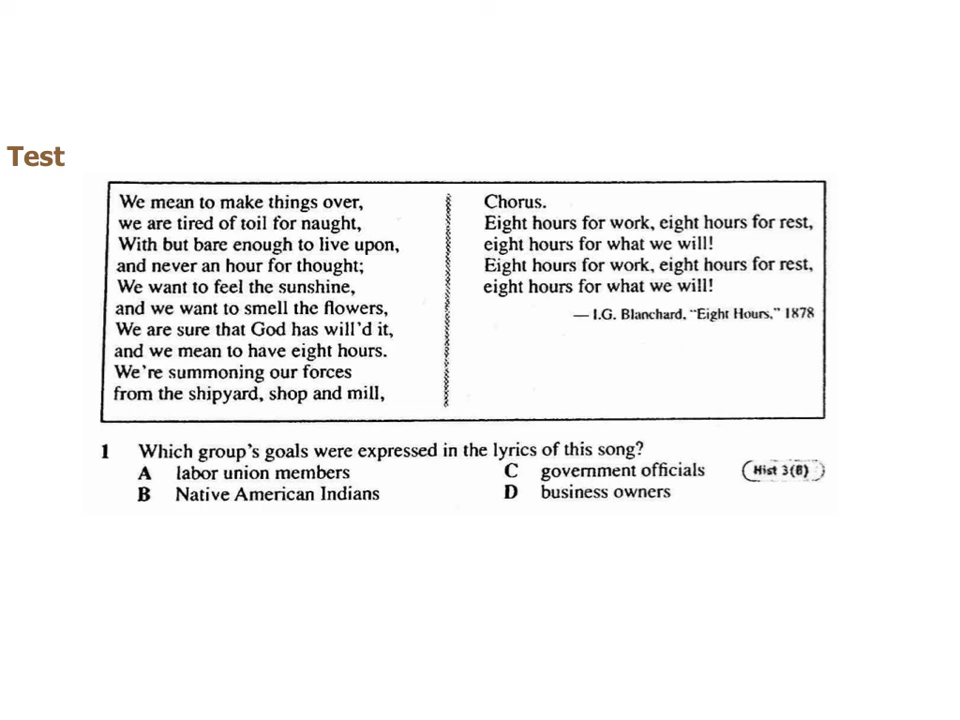 Test
We mean to make things over,
we are tired of toil for naught,
With but bare enough to live upon,
and never an hour for thought;
We want to feel the sunshine,
and we want to smell the flowers,
We are sure that God has will'd it,
and we mean to have eight hours.
We're summoning our forces
from the shipyard, shop and mill,
Chorus.
Eight hours for work, eight hours for rest,
eight hours for what we will!
Eight hours for work, eight hours for rest,
eight hours for what we will!
— I.G. Blanchard, "Eight Hours," 1878
1 Which group's goals were expressed in the lyrics of this song?
A labor union members
B Native American Indians
C government officials
D business owners
Hist 3(B)